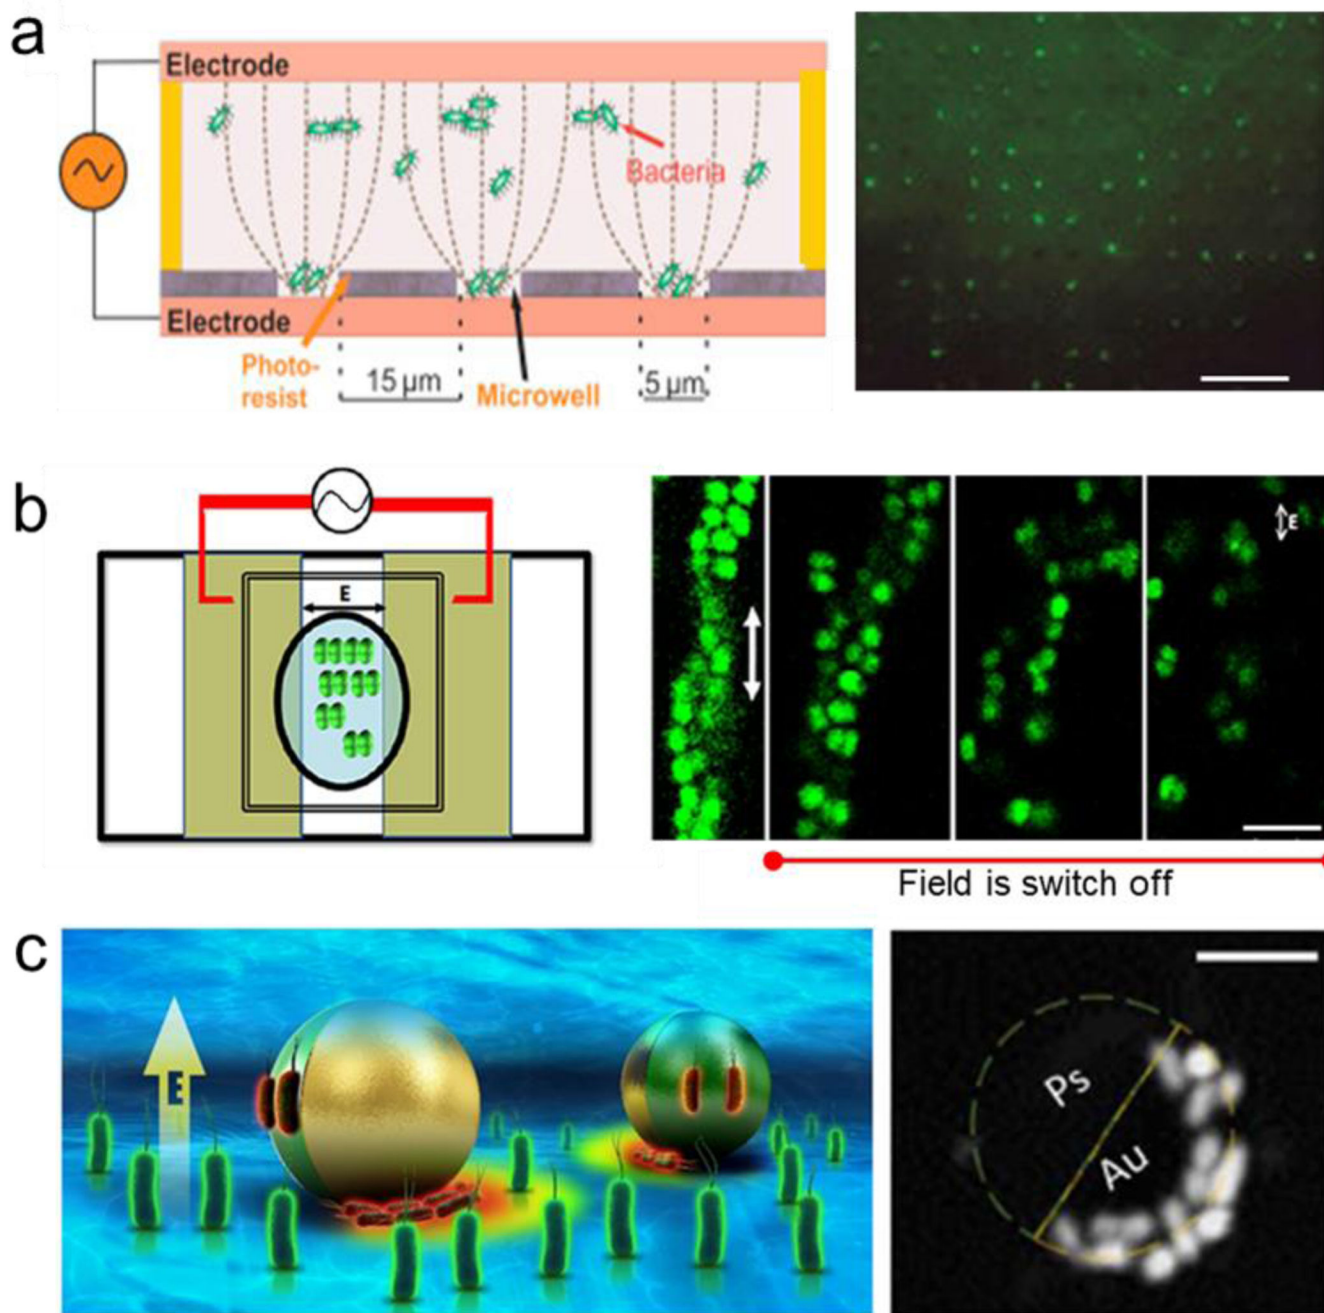 a
Electrode
Bacteria
Electrode
Photo-
resist
15 µm
Microwell
5 µm
b
E
E
Field is switch off
c
E
Ps
Au